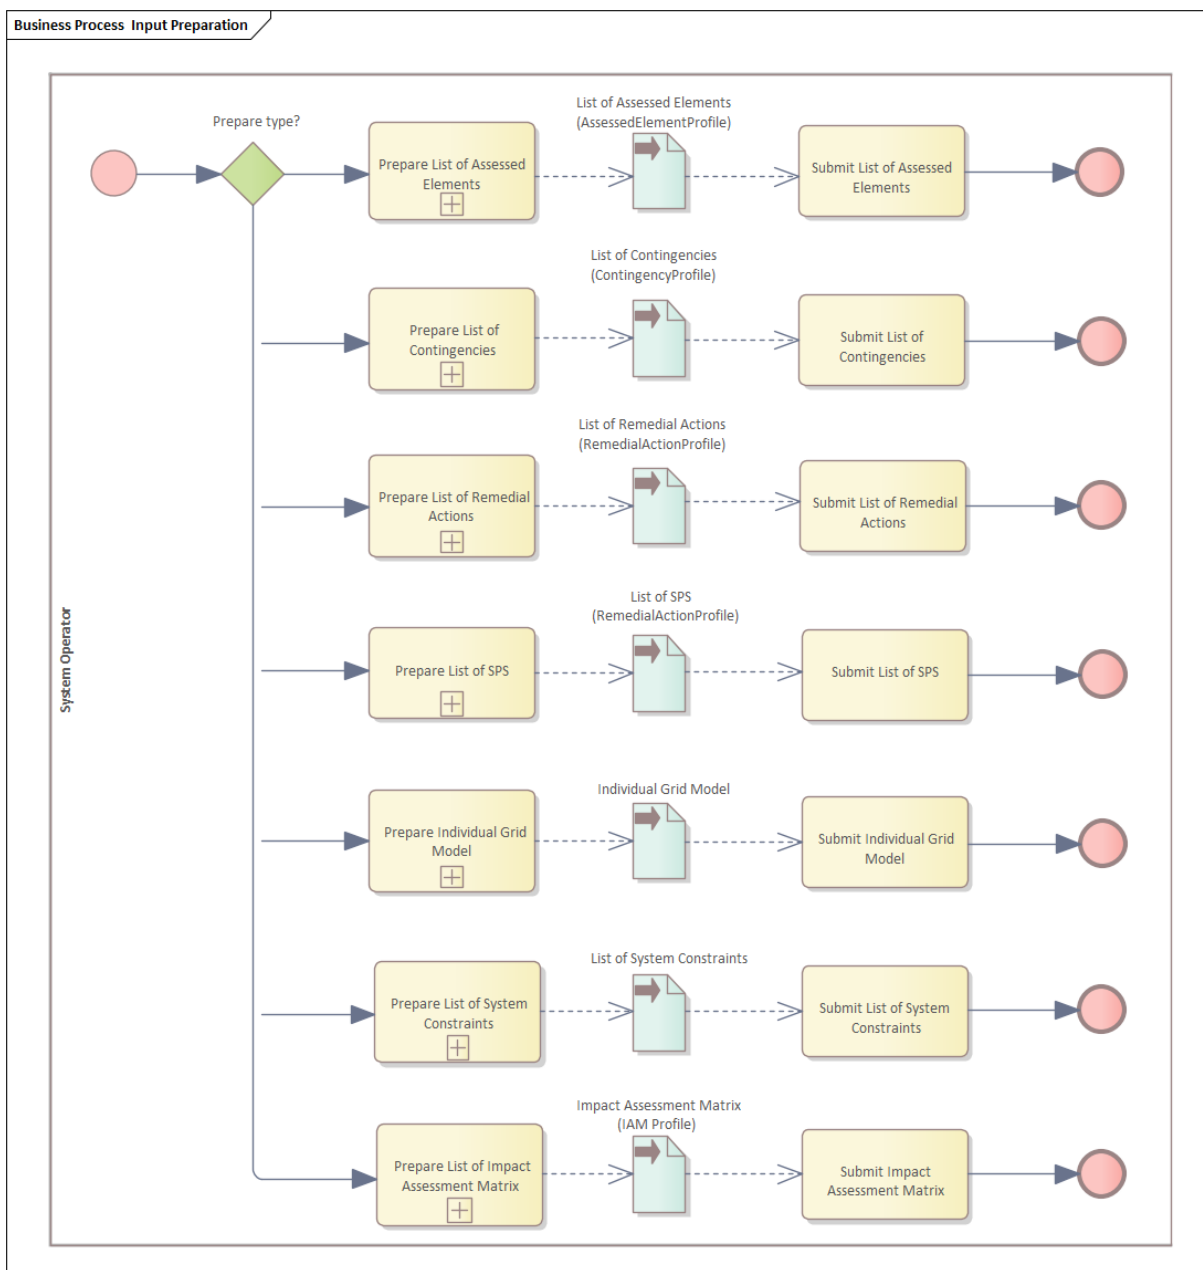 Business Process  Input Preparation
Prepare type?
List of Assessed Elements
(AssessedElementProfile)
Prepare List of Assessed
Elements
Submit List of Assessed
Elements
List of Contingencies
(ContingencyProfile)
Prepare List of
Contingencies
Submit List of
Contingencies
List of Remedial Actions
(RemedialActionProfile)
Prepare List of Remedial
Actions
Submit List of Remedial
Actions
System Operator
List of SPS
(RemedialActionProfile)
Prepare List of SPS
Submit List of SPS
Individual Grid Model
Prepare Individual Grid
Model
Submit Individual Grid
Model
List of System Constraints
Prepare List of System
Constraints
Submit List of System
Constraints
Impact Assessment Matrix
(IAM Profile)
Prepare List of Impact
Assessment Matrix
Submit Impact
Assessment Matrix